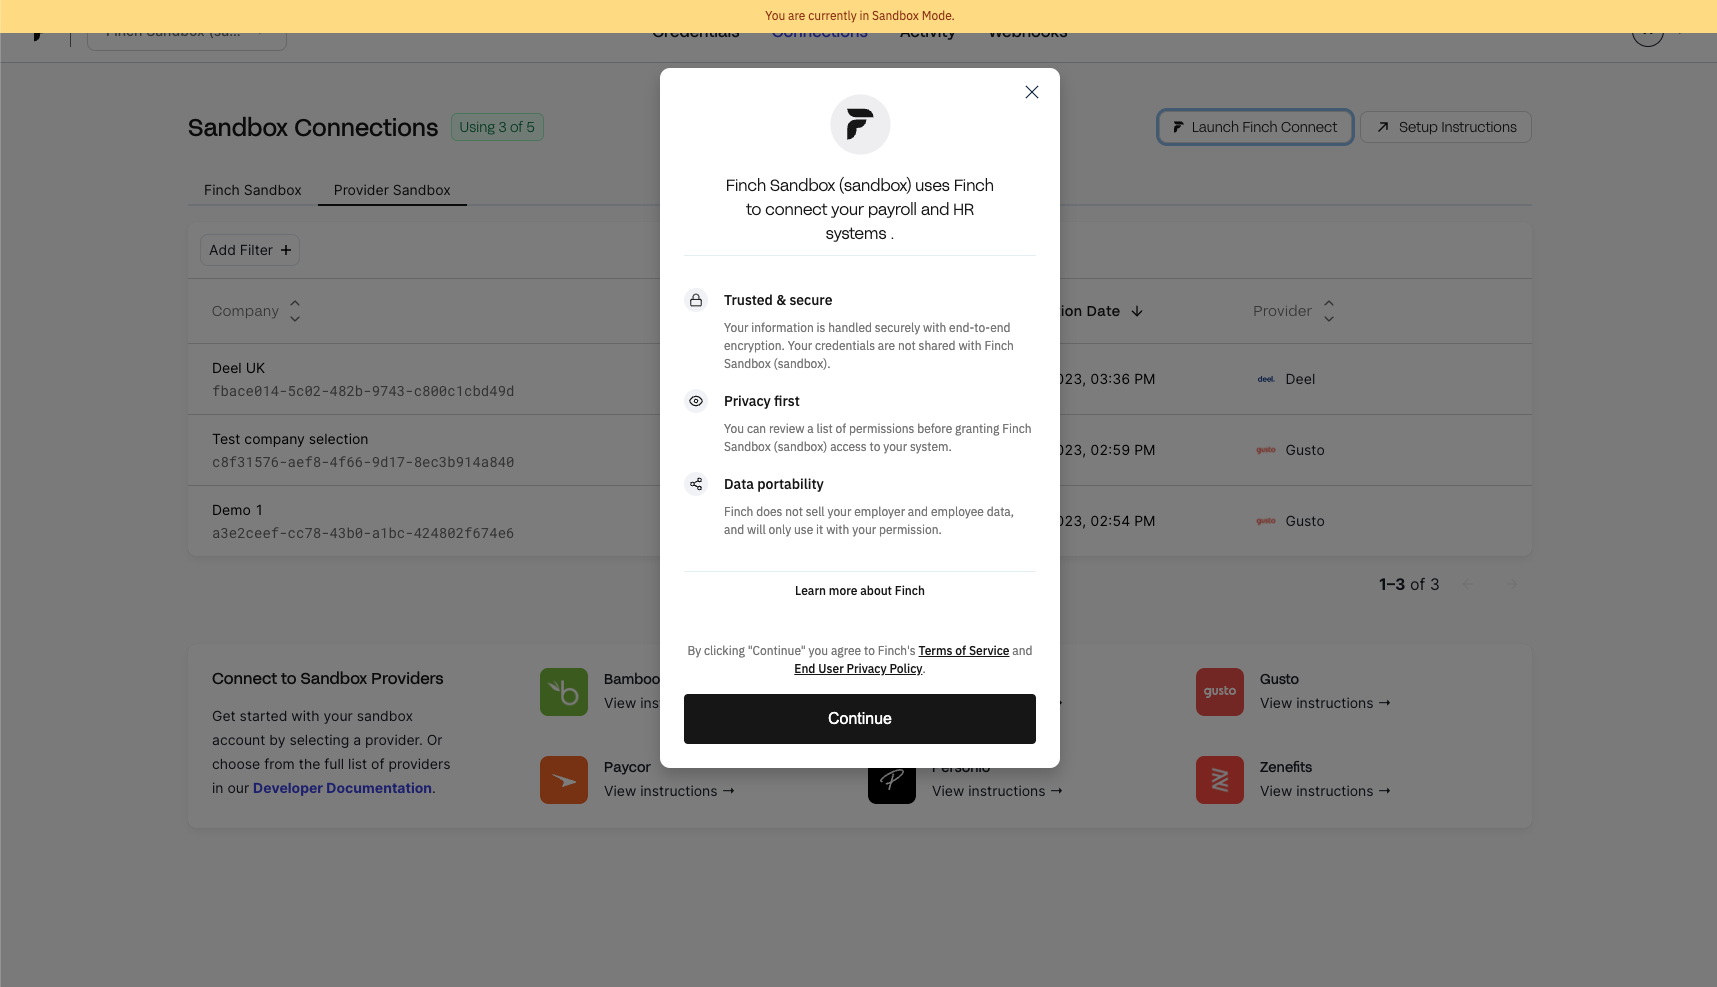 You are currently in Sandbox Mode.
Finch Sandbox (sa...
Credentials
Connections
Activity
Webhooks
Sandbox Connections
Using 3 of 5
Launch Finch Connect
Setup Instructions
Finch Sandbox
Provider Sandbox
Add Filter +
Company
ion Date
Provider
Deel UK
fbace014-5c02-482b-9743-c800c1cbd49d
023, 03:36 PM
deel.
Deel
Test company selection
c8f31576-aef8-4f66-9d17-8ec3b914a840
023, 02:59 PM
gusto
Gusto
Demo 1
a3e2ceef-cc78-43b0-a1bc-424802f674e6
023, 02:54 PM
gusto
Gusto
1–3 of 3
Connect to Sandbox Providers
Get started with your sandbox
account by selecting a provider. Or
choose from the full list of providers
in our Developer Documentation.
Bamboo
View ins
gusto
Gusto
View instructions →
Paycor
View instructions →
Personio
View instructions →
Zenefits
View instructions →
Finch Sandbox (sandbox) uses Finch
to connect your payroll and HR
systems .
Trusted & secure
Your information is handled securely with end-to-end
encryption. Your credentials are not shared with Finch
Sandbox (sandbox).
Privacy first
You can review a list of permissions before granting Finch
Sandbox (sandbox) access to your system.
Data portability
Finch does not sell your employer and employee data,
and will only use it with your permission.
Learn more about Finch
By clicking "Continue" you agree to Finch's Terms of Service and
End User Privacy Policy.
Continue